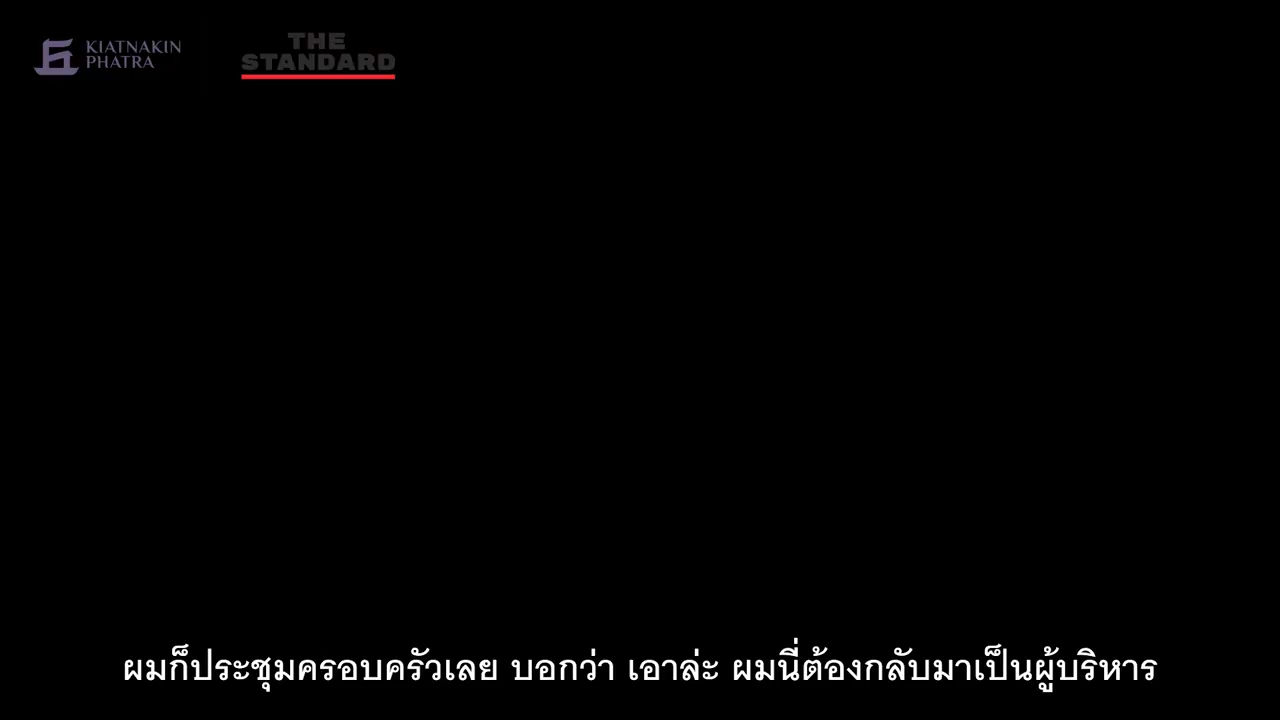 KIATNAKIN
PHATRA
THE
STANDARD
ผมก็ประชุมครอบครัวเลย บอกว่า เอาล่ะ ผมนี่ต้องกลับมาเป็นผู้บริหาร